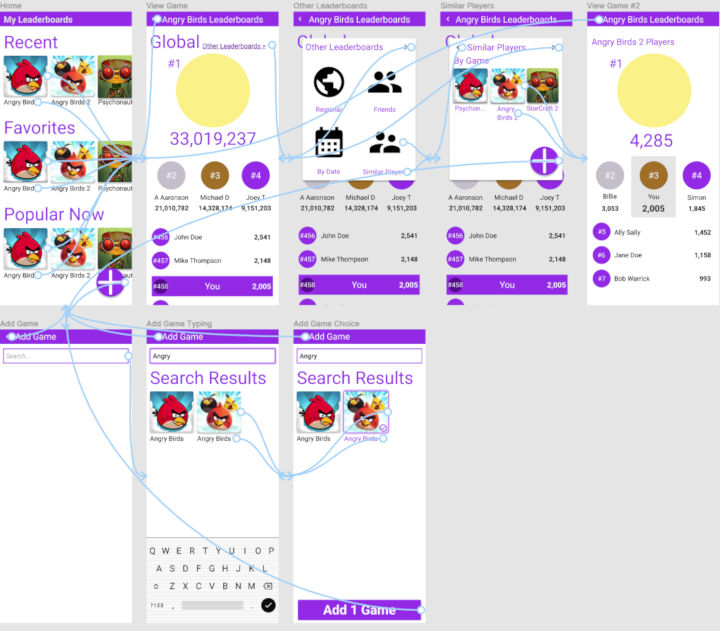 Home
My Leaderboards
Recent
Angry Bird
Angry Birds 2
Psychonaut
Favorites
Angry Bird
Angry Birds 2
Psychonaut
Popular Now
Angry Bird
Angry Birds 2
View Game
Angry Birds Leaderboards
Global
Other Leaderboards >
#1
33,019,237
#2
#3
#4
A Aaronson
Michael D
Joey T
21,010,782
14,328,174
9,151,203
#456
John Doe
2,541
#457
Mike Thompson
2,148
#458
You
2,005
Other Leaderboards
Angry Birds Leaderboards
Other Leaderboards
Regional
Friends
By Date
Similar Players
A Aaronson
Michael D
Joey T
21,010,782
14,328,174
9,151,203
#456
John Doe
2,541
#457
Mike Thompson
2,148
#458
You
2,005
Similar Players
Angry Birds Leaderboards
Similar Players
By Game
Psychon...
Angry Birds 2
StarCraft 2
A Aaronson
Michael D
Joey T
21,010,782
14,328,174
9,151,203
#456
John Doe
2,541
#457
Mike Thompson
2,148
#458
You
2,005
View Game #2
Angry Birds Leaderboards
Angry Birds 2 Players
#1
4,285
#2
#3
#4
Billie
You
Simon
3,053
2,005
1,845
#5
Ally Sally
1,452
#6
Jane Doe
1,158
#7
Bob Warrick
993
Add Game
Add Game
Search...
Add Game Typing
Add Game
Angry
Search Results
Angry Birds
Angry Birds
Q W E R T Y U I O P
A S D F G H J K L
Z X C V B N M
?123 , .
Add Game Choice
Add Game
Angry
Search Results
Angry Birds
Angry Birds
Add 1 Game